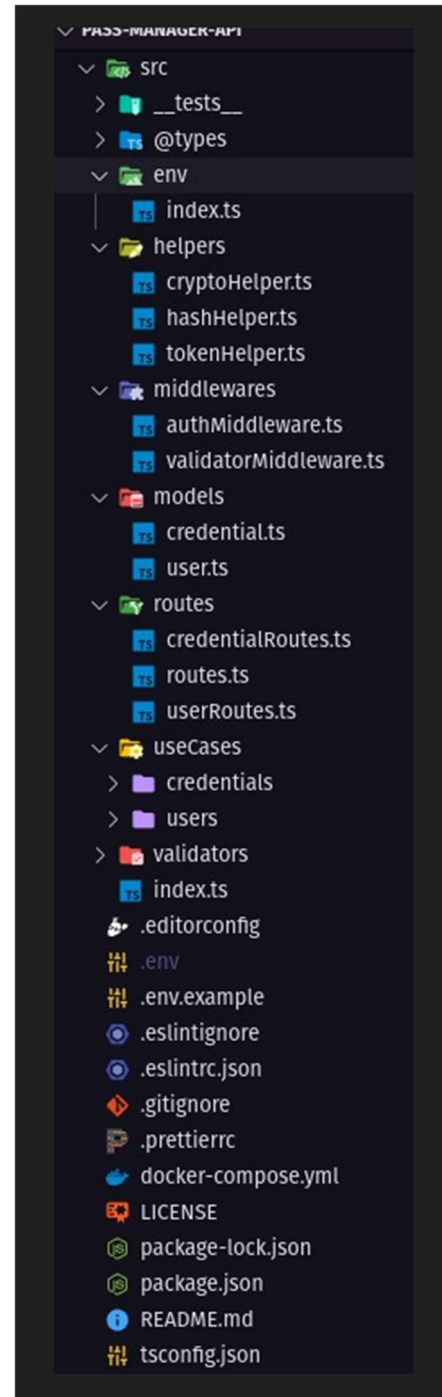 PASS-MANAGER-API
src
__tests__
@types
env
index.ts
helpers
cryptoHelper.ts
hashHelper.ts
tokenHelper.ts
middlewares
authMiddleware.ts
validatorMiddleware.ts
models
credential.ts
user.ts
routes
credentialRoutes.ts
routes.ts
userRoutes.ts
useCases
credentials
users
validators
index.ts
.editorconfig
.env
.env.example
.eslintignore
.eslintrc.json
.gitignore
.prettierrc
docker-compose.yml
LICENSE
package-lock.json
package.json
README.md
tsconfig.json